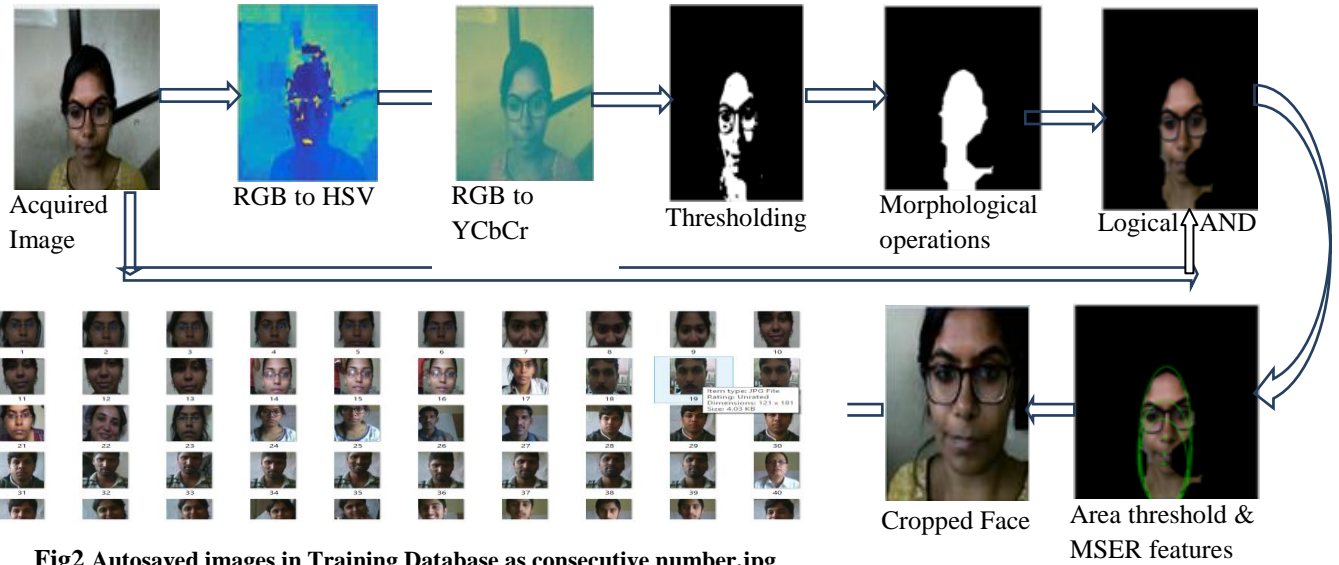 Acquired
Image
RGB to HSV
RGB to
YCbCr
Thresholding
Morphological
operations
Logical AND
1 2 3 4 5 6 7 8 9 10
11 12 13 14 15 16 17 18 19
Item type: JPG File
Rating: Unrated
Dimensions: 121 x 181
Size: 4.03 KB
21 22 23 24 25 26 27 28 29 30
31 32 33 34 35 36 37 38 39 40
Cropped Face
Area threshold &
MSER features
Fig2 Autosaved images in Training Database as consecutive number.jpg